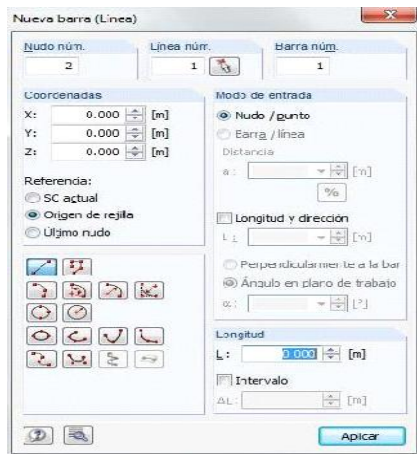 Nueva barra (Línea)
Nudo núm.
2
Línea núm.
1
Barra núm.
1
Coordenadas
X: 0.000 [m]
Y: 0.000 [m]
Z: 0.000 [m]
Referencia:
SC actual
Origen de rejilla
Último nudo
Modo de entrada
Nudo /punto
Barra /línea
Distancia
a: [m]
%
Longitud y dirección
L: [m]
Perpendicularmente a la bar
Ángulo en plano de trabajo
α: [°]
Longitud
L: 0.000 [m]
Intervalo
ΔL: [m]
Aplicar